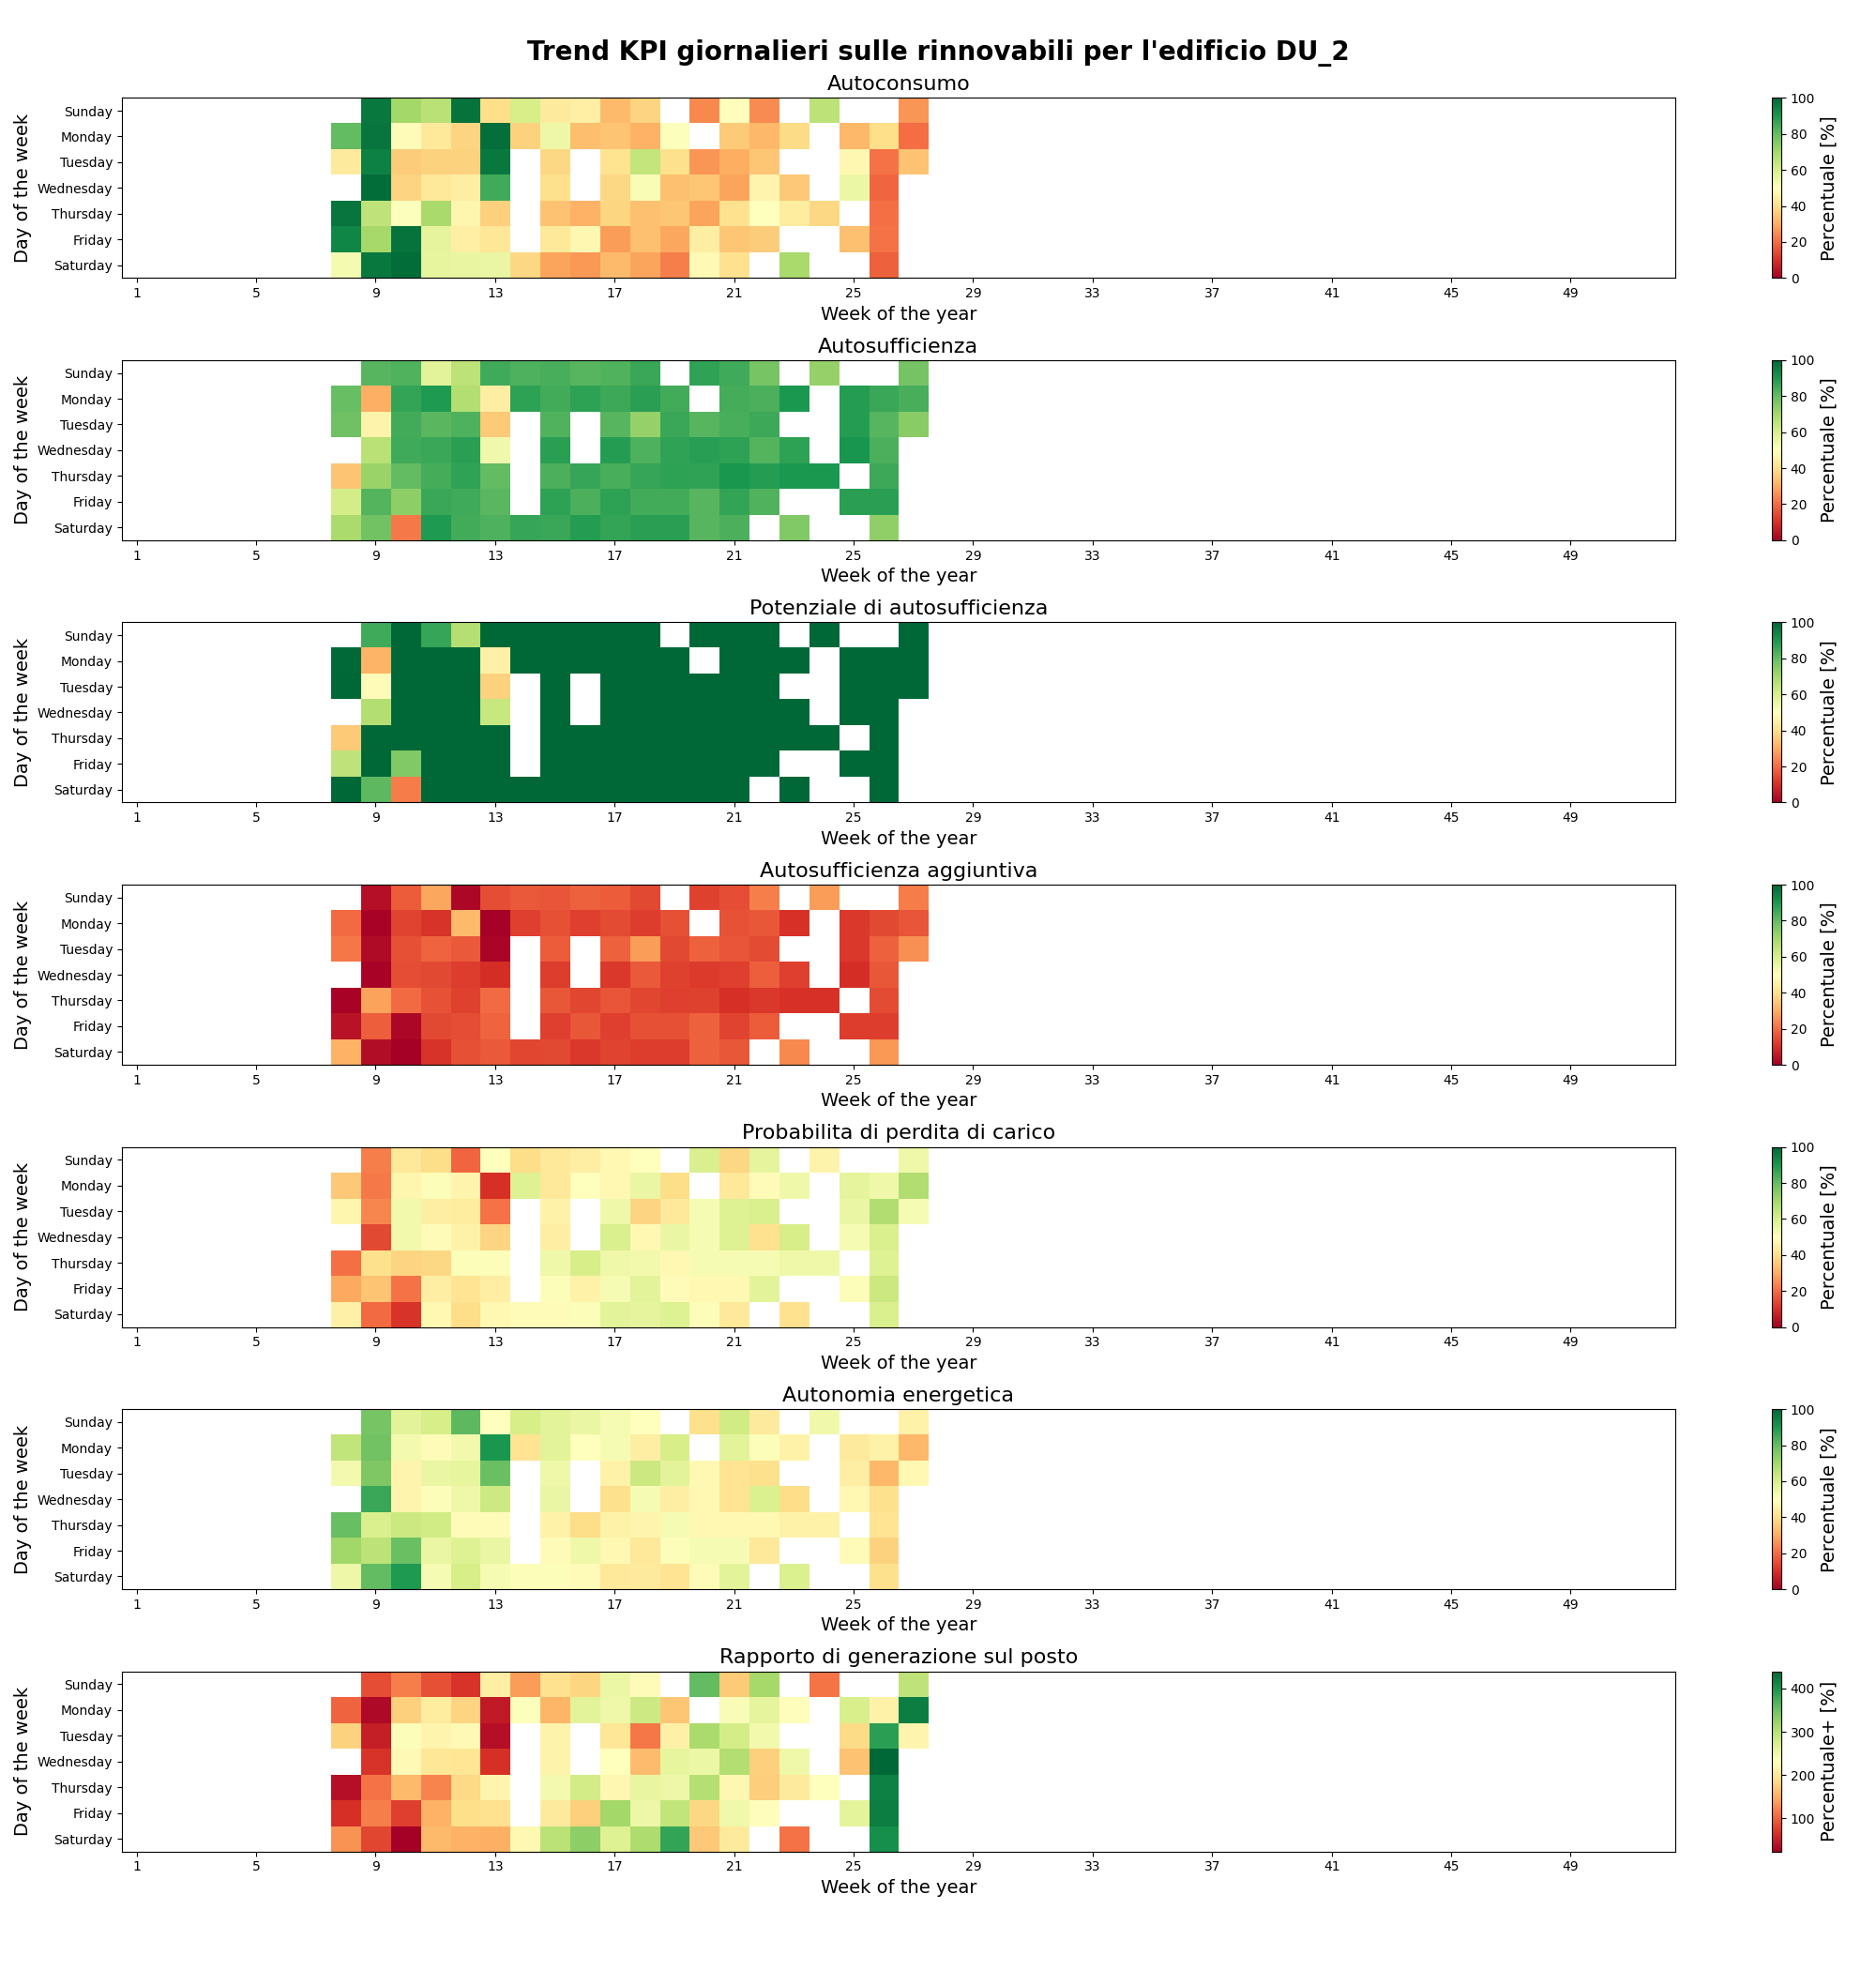 Trend KPI giornalieri sulle rinnovabili per l'edificio DU_2
Autoconsumo
Day of the week
Sunday
Monday
Tuesday
Wednesday
Thursday
Friday
Saturday
1 5 9 13 17 21 25 29 33 37 41 45 49
Week of the year
100
80
60
40
20
0
Percentuale [%]
Autosufficienza
Day of the week
Sunday
Monday
Tuesday
Wednesday
Thursday
Friday
Saturday
1 5 9 13 17 21 25 29 33 37 41 45 49
Week of the year
100
80
60
40
20
0
Percentuale [%]
Potenziale di autosufficienza
Day of the week
Sunday
Monday
Tuesday
Wednesday
Thursday
Friday
Saturday
1 5 9 13 17 21 25 29 33 37 41 45 49
Week of the year
100
80
60
40
20
0
Percentuale [%]
Autosufficienza aggiuntiva
Day of the week
Sunday
Monday
Tuesday
Wednesday
Thursday
Friday
Saturday
1 5 9 13 17 21 25 29 33 37 41 45 49
Week of the year
100
80
60
40
20
0
Percentuale [%]
Probabilita di perdita di carico
Day of the week
Sunday
Monday
Tuesday
Wednesday
Thursday
Friday
Saturday
1 5 9 13 17 21 25 29 33 37 41 45 49
Week of the year
100
80
60
40
20
0
Percentuale [%]
Autonomia energetica
Day of the week
Sunday
Monday
Tuesday
Wednesday
Thursday
Friday
Saturday
1 5 9 13 17 21 25 29 33 37 41 45 49
Week of the year
100
80
60
40
20
0
Percentuale [%]
Rapporto di generazione sul posto
Day of the week
Sunday
Monday
Tuesday
Wednesday
Thursday
Friday
Saturday
1 5 9 13 17 21 25 29 33 37 41 45 49
Week of the year
400
300
200
100
Percentuale+ [%]